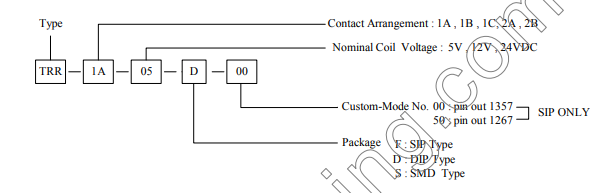 Type
Contact Arrangement : 1A , 1B , 1C, 2A , 2B
Nominal Coil Voltage : 5V , 12V , 24VDC
TRR — 1A — 05 — D — 00
Custom-Mode No. 00 : pin out 1357
50 : pin out 1267
SIP ONLY
Package F : SIP Type
D : DIP Type
S : SMD Type
ing.com